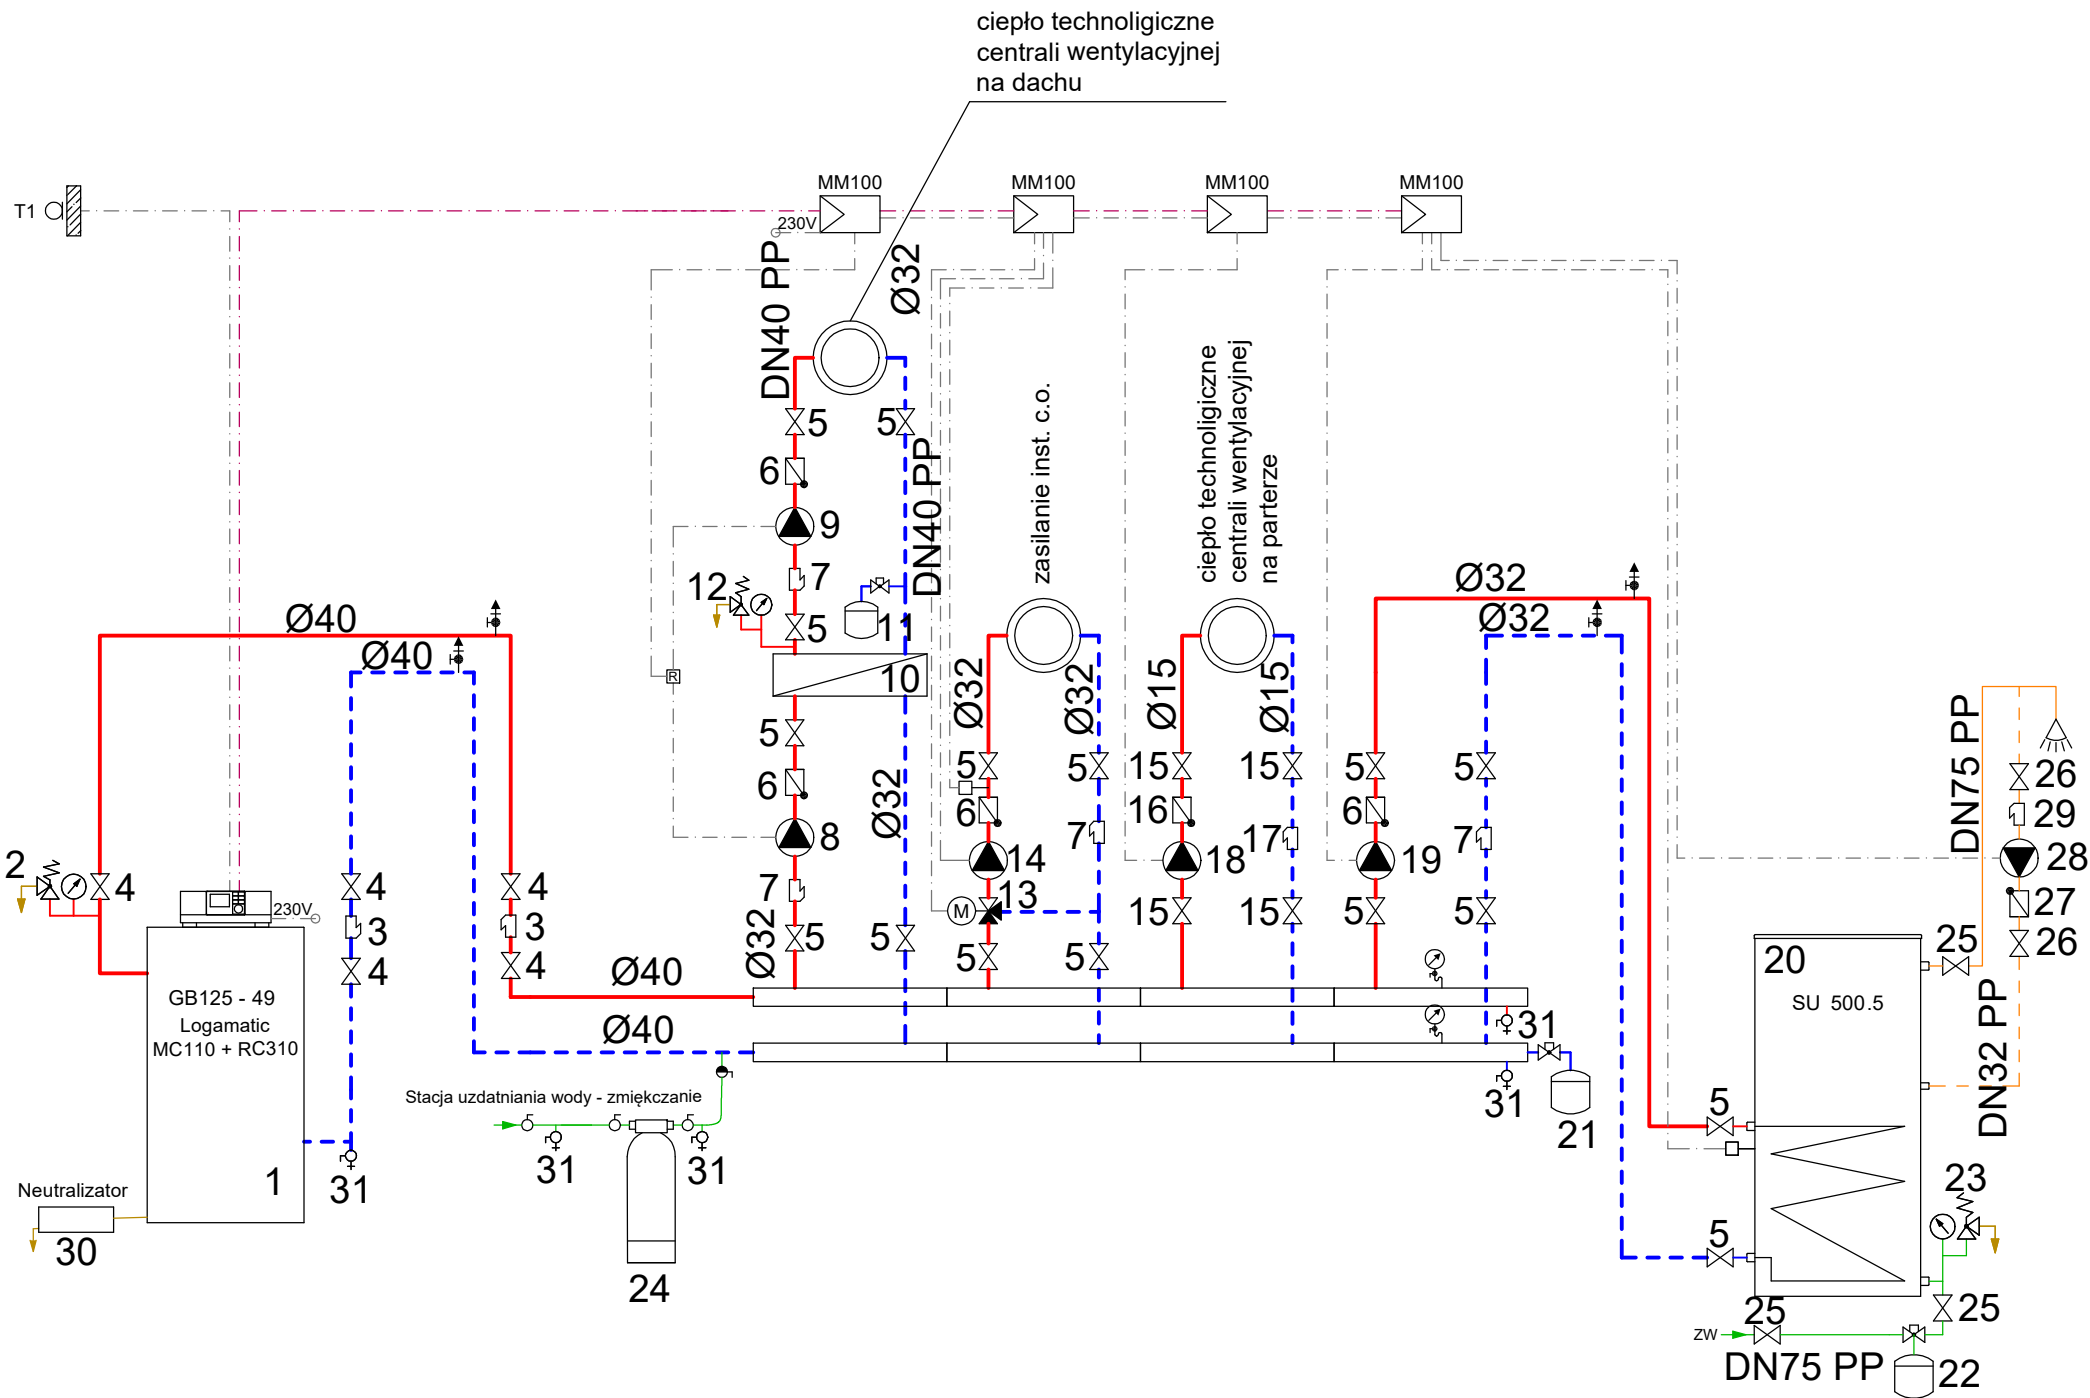 ciepło technoligiczne
centrali wentylacyjnej
na dachu
T1
MM100
MM100
MM100
MM100
230V
DN40 PP
Ø32
5
5
6
DN40 PP
9
7
12
5
11
10
R
5
6
Ø32
8
7
Ø32
5
5
zasilanie inst. c.o.
Ø32
Ø32
5
5
6
7
14
M
13
5
5
ciepło technoligiczne
centrali wentylacyjnej
na parterze
Ø15
Ø15
15
15
16
17
18
15
15
Ø32
Ø32
5
5
6
7
19
5
5
Ø40
Ø40
2
4
4
4
230V
3
3
4
4
Ø40
Ø40
GB125 - 49
Logamatic
MC110 + RC310
1
31
Neutralizator
30
Stacja uzdatniania wody - zmiękczanie
31
31
24
31
31
21
DN75 PP
26
29
28
27
26
25
20
SU 500.5
DN32 PP
5
5
23
25
25
ZW
DN75 PP
22